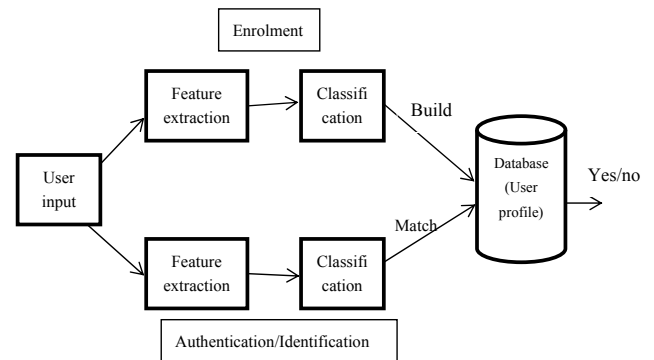 Enrolment
Feature
extraction
Classifi
cation
Build
User
input
Database
(User
profile)
Yes/no
Match
Feature
extraction
Classifi
cation
Authentication/Identification